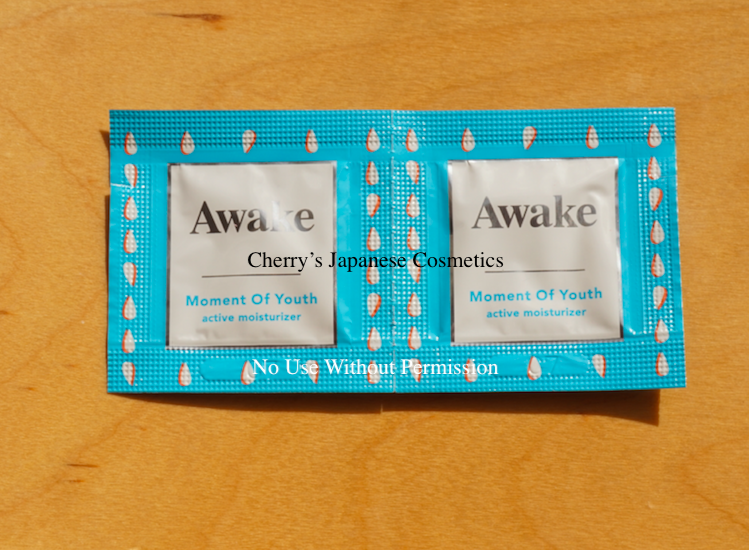 Awake
Awake
Cherry's Japanese Cosmetics
Moment Of Youth
active moisturizer
Moment Of Youth
active moisturizer
No Use Without Permission